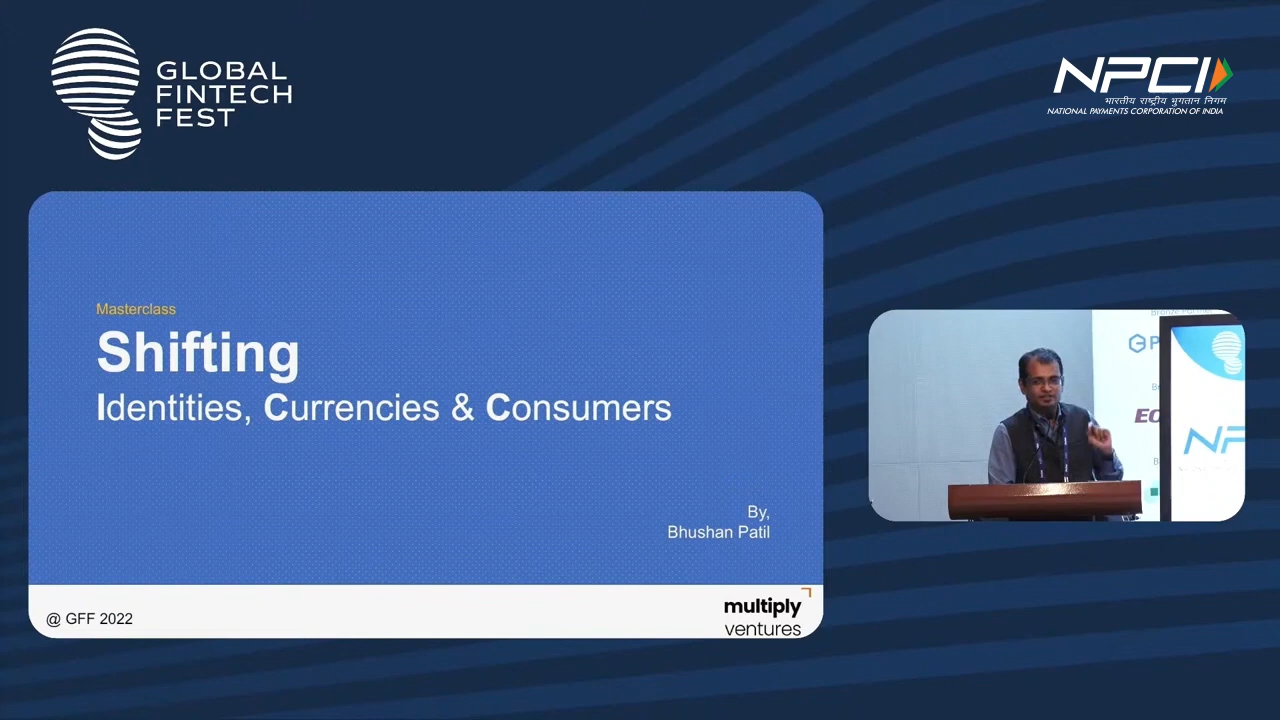 GLOBAL
FINTECH
FEST
NPCI
भारतीय राष्ट्रीय भुगतान निगम
NATIONAL PAYMENTS CORPORATION OF INDIA
Masterclass
Shifting
Identities, Currencies & Consumers
By,
Bhushan Patil
@ GFF 2022
multiply
ventures